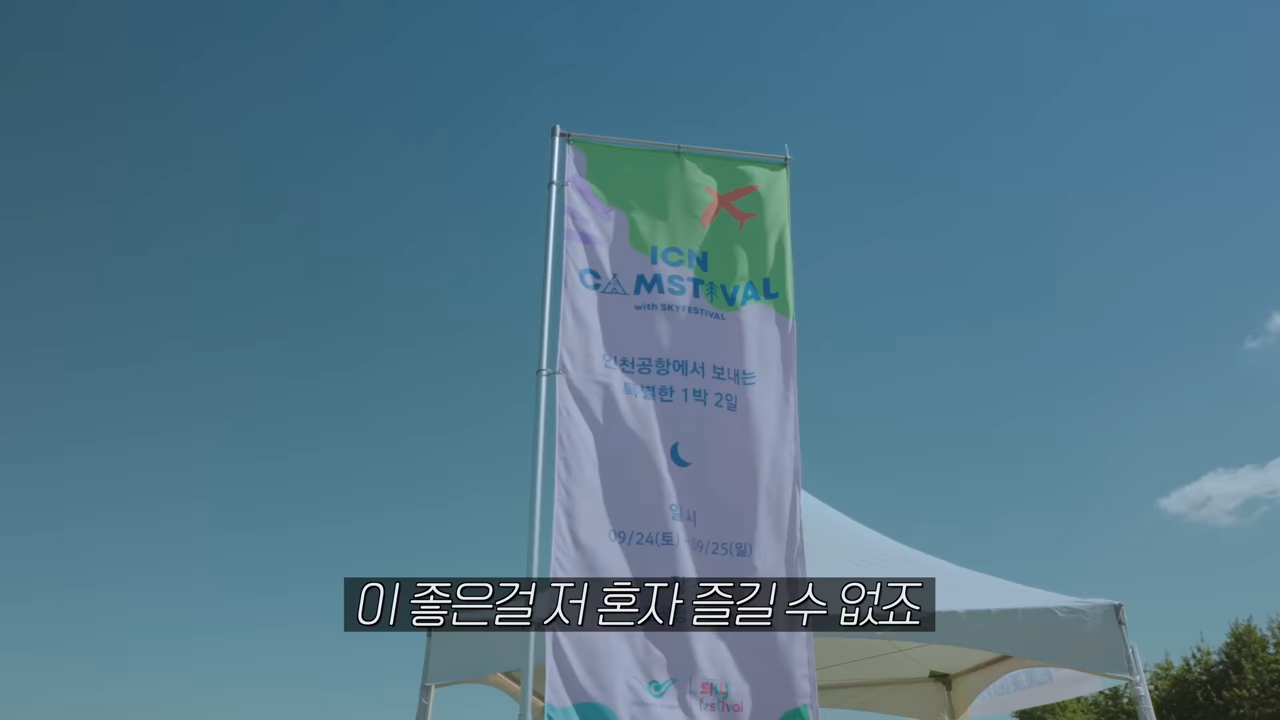 ICN
CAMSTIVAL
with SKYFESTIVAL
인천공항에서 보내는
특별한 1박 2일
일시
09/24(토)-09/25(일)
이 좋은걸 저 혼자 즐길 수 없죠
sky
festival